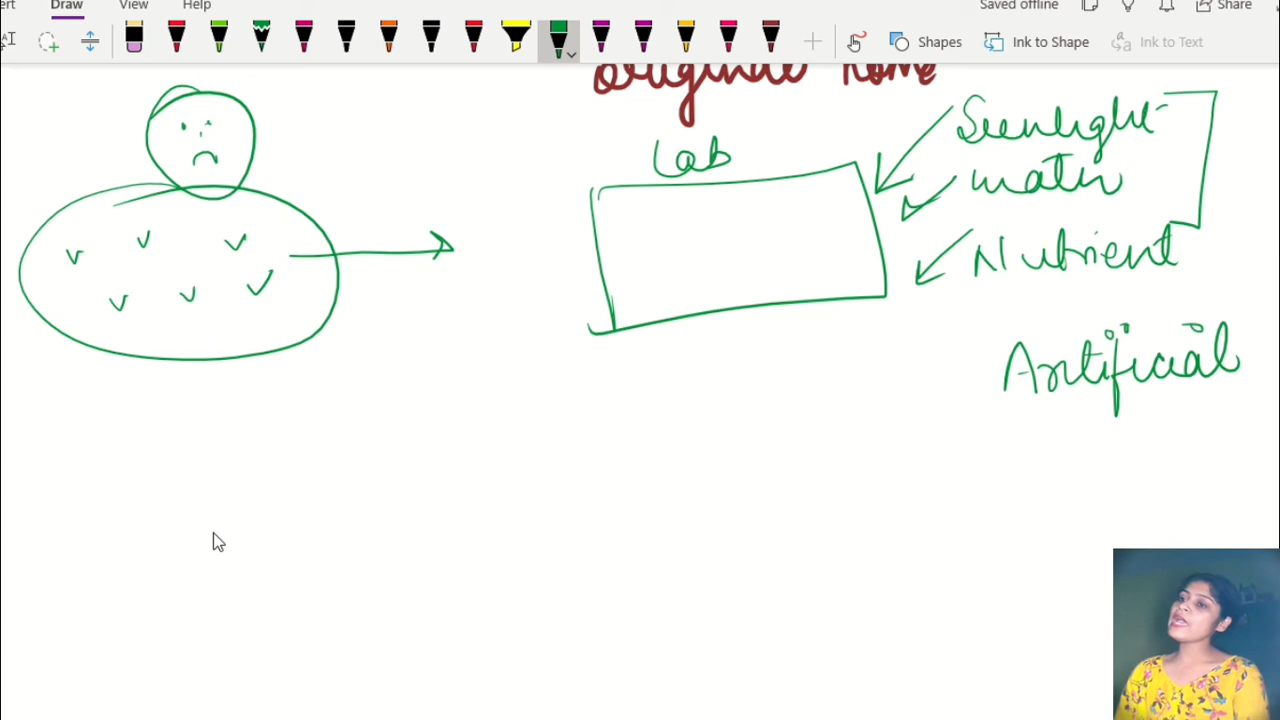 Draw View Help
Saved offline Share
Shapes Ink to Shape Ink to Text
Lab
Sunlight
water
Nutrient
Artificial